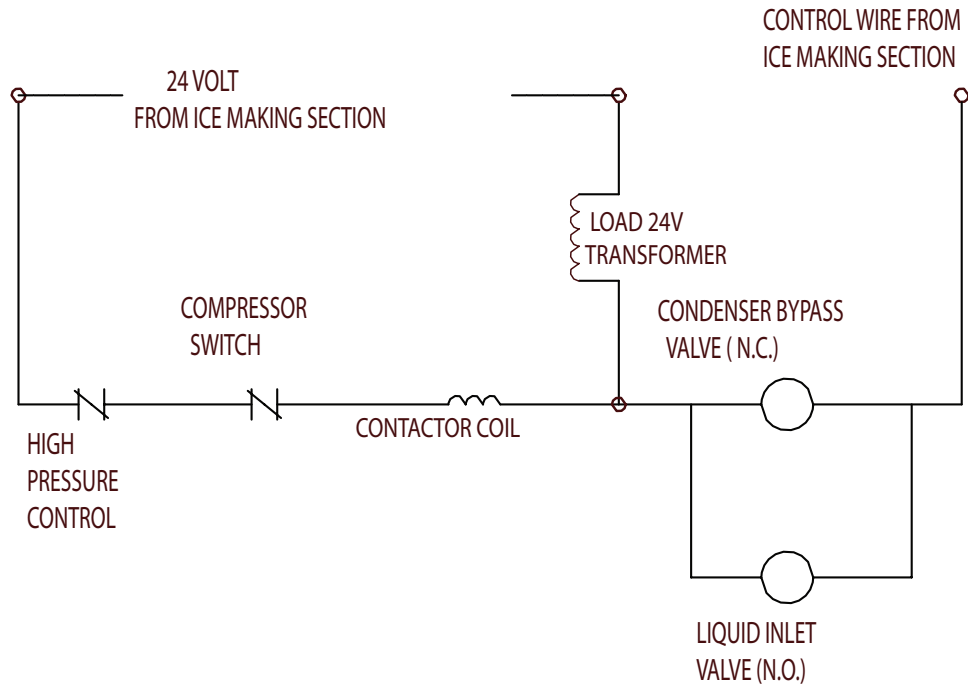 CONTROL WIRE FROM
ICE MAKING SECTION
24 VOLT
FROM ICE MAKING SECTION
LOAD 24V
TRANSFORMER
COMPRESSOR
SWITCH
CONDENSER BYPASS
VALVE ( N.C.)
CONTACTOR COIL
HIGH
PRESSURE
CONTROL
LIQUID INLET
VALVE (N.O.)